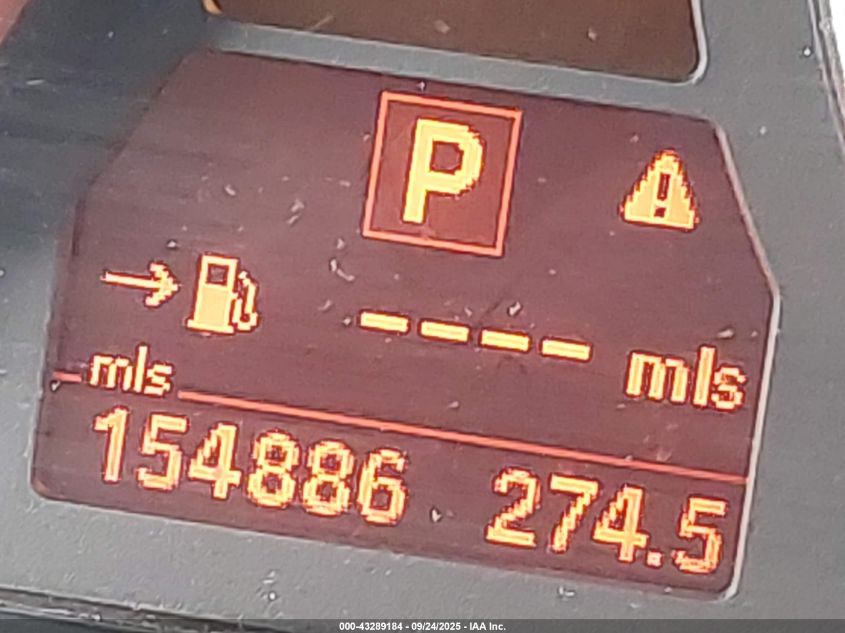 P
---- mls
mls
154886 274.5
000-43289184 - 09/24/2025 - IAA Inc.